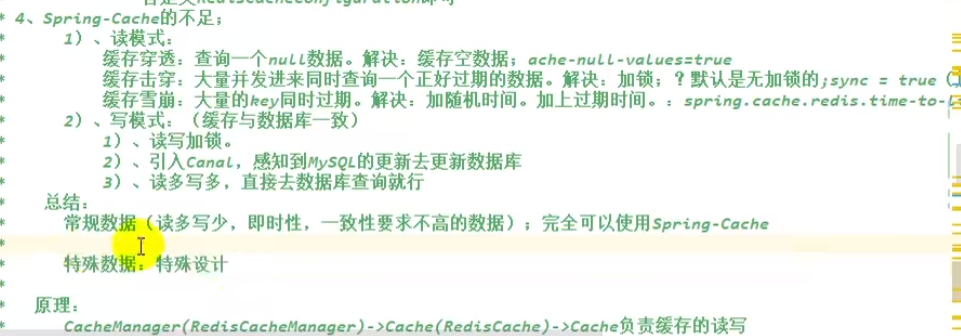 * 4、Spring-Cache的不足；
* 1）、读模式：
* 缓存穿透：查询一个null数据。解决：缓存空数据；ache-null-values=true
* 缓存击穿：大量并发进来同时查询一个正好过期的数据。解决：加锁；？默认是无加锁的;sync = true
* 缓存雪崩：大量的key同时过期。解决：加随机时间。加上过期时间。：spring.cache.redis.time-to-
* 2）、写模式：（缓存与数据库一致）
* 1）、读写加锁。
* 2）、引入Canal，感知到MySQL的更新去更新数据库
* 3）、读多写多，直接去数据库查询就行
* 总结：
* 常规数据（读多写少，即时性，一致性要求不高的数据）；完全可以使用Spring-Cache
*
* 特殊数据：特殊设计
*
* 原理：
* CacheManager(RedisCacheManager)->Cache(RedisCache)->Cache负责缓存的读写